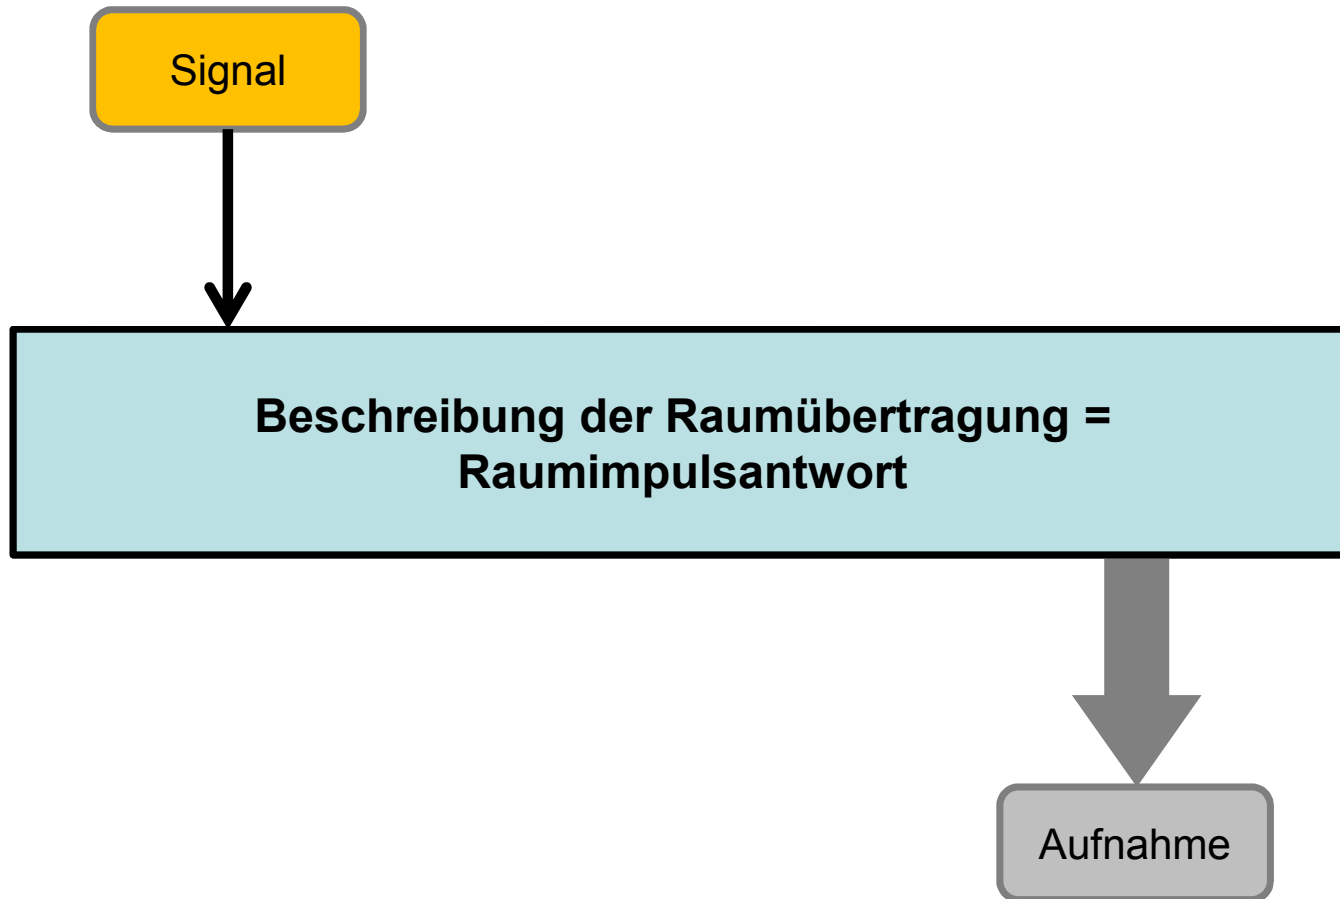 Signal
Beschreibung der Raumübertragung =
Raumimpulsantwort
Aufnahme